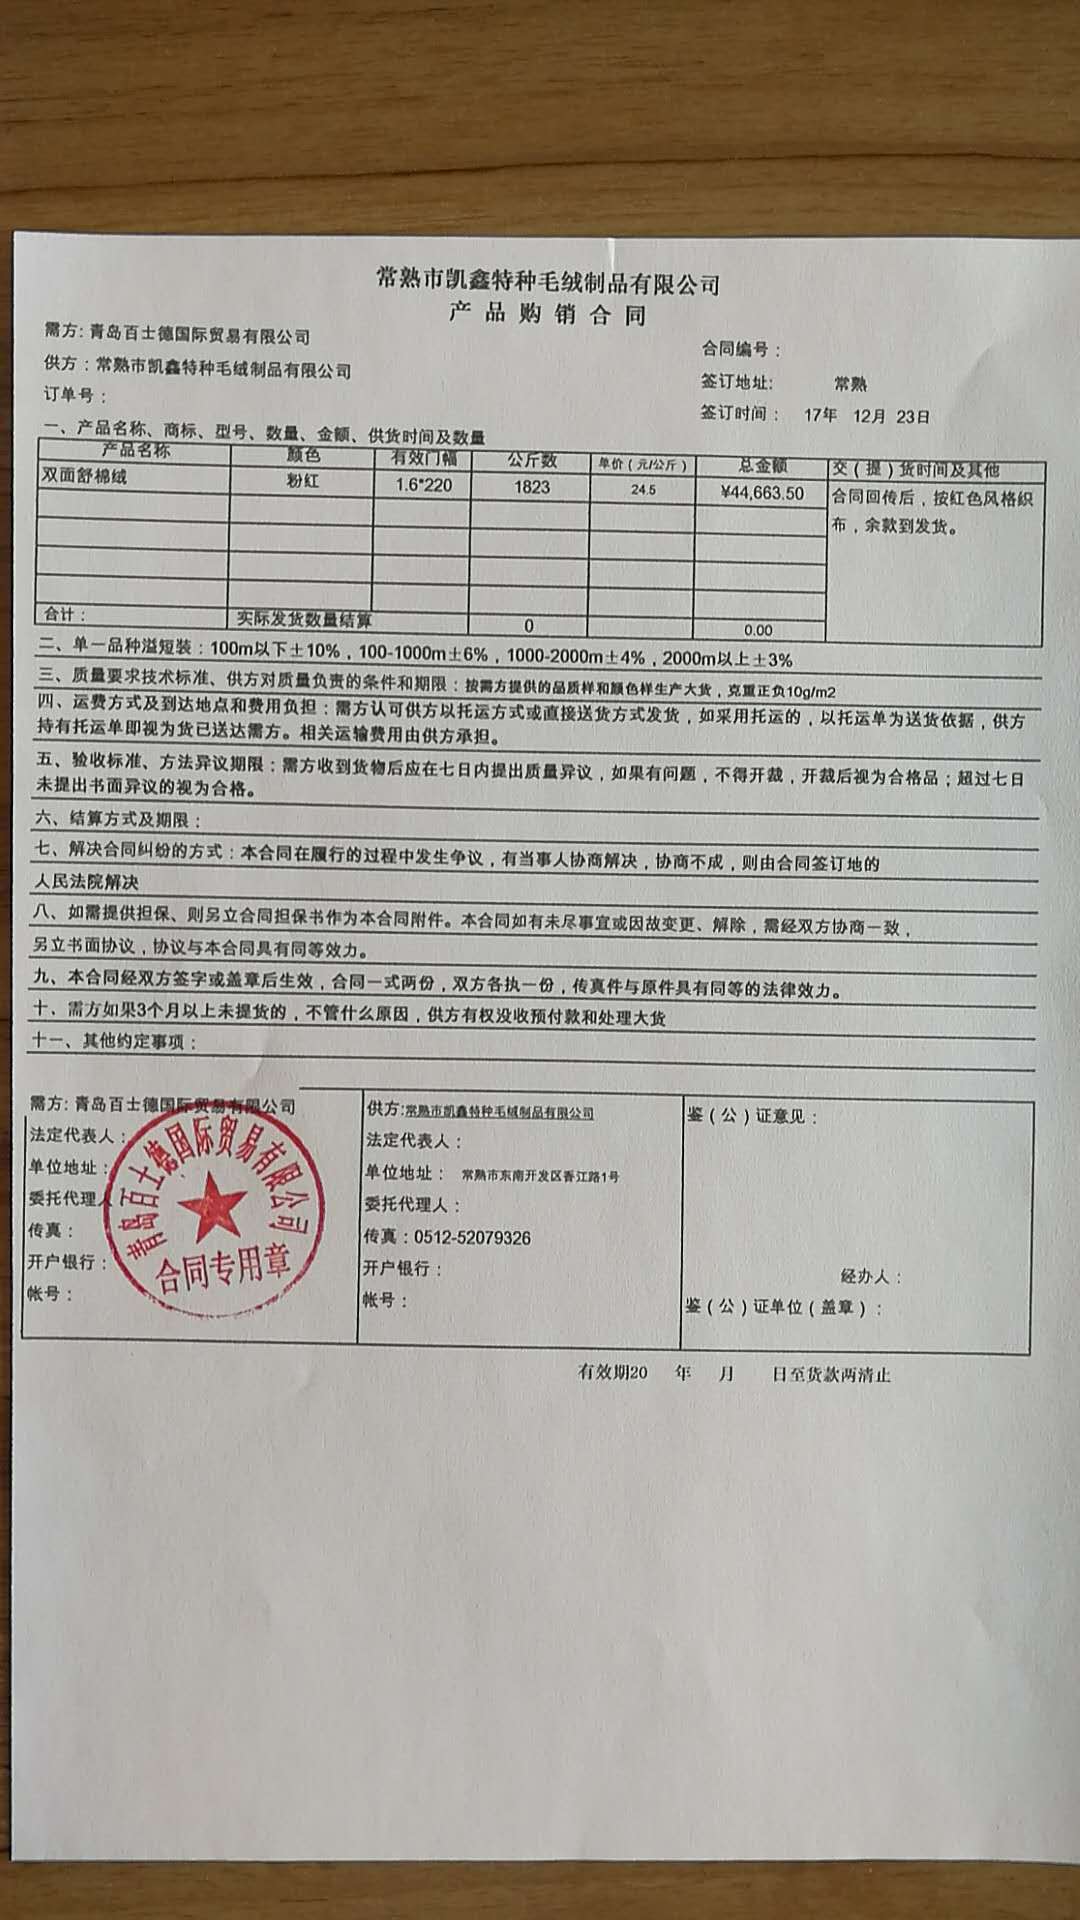 常熟市凯鑫特种毛绒制品有限公司
产品购销合同
需方: 青岛百士德国际贸易有限公司
合同编号：
供方：常熟市凯鑫特种毛绒制品有限公司
签订地址: 常熟
订单号：
签订时间： 17年 12月 23日
一、产品名称、商标、型号、数量、金额、供货时间及数量
产品名称 颜色 有效门幅 公斤数 单价（元/公斤） 总金额 交（提）货时间及其他
双面舒棉绒 粉红 1.6*220 1823 24.5 ¥44,663.50 合同回传后，按红色风格织
布，余款到发货。
合计： 实际发货数量结算 0 0.00
二、单一品种溢短装：100m以下±10%，100-1000m±6%，1000-2000m±4%，2000m以上±3%
三、质量要求技术标准、供方对质量负责的条件和期限：按需方提供的品质样和颜色样生产大货，克重正负10g/m2
四、运费方式及到达地点和费用负担：需方认可供方以托运方式或直接送货方式发货，如采用托运的，以托运单为送货依据，供方
持有托运单即视为货已送达需方。相关运输费用由供方承担。
五、验收标准、方法异议期限：需方收到货物后应在七日内提出质量异议，如果有问题，不得开裁，开裁后视为合格品；超过七日
未提出书面异议的视为合格。
六、结算方式及期限：
七、解决合同纠纷的方式：本合同在履行的过程中发生争议，有当事人协商解决，协商不成，则由合同签订地的
人民法院解决
八、如需提供担保、则另立合同担保书作为本合同附件。本合同如有未尽事宜或因故变更、解除，需经双方协商一致，
另立书面协议，协议与本合同具有同等效力。
九、本合同经双方签字或盖章后生效，合同一式两份，双方各执一份，传真件与原件具有同等的法律效力。
十、需方如果3个月以上未提货的，不管什么原因，供方有权没收预付款和处理大货
十一、其他约定事项：
需方: 青岛百士德国际贸易有限公司
法定代表人：
单位地址：
委托代理人：
传真：
开户银行：
帐号：
青岛百士德国际贸易有限公司
合同专用章
供方:常熟市凯鑫特种毛绒制品有限公司
法定代表人：
单位地址： 常熟市东南开发区香江路1号
委托代理人：
传真：0512-52079326
开户银行：
帐号：
鉴（公）证意见：
经办人：
鉴（公）证单位（盖章）：
有效期20 年 月 日至货款两清止